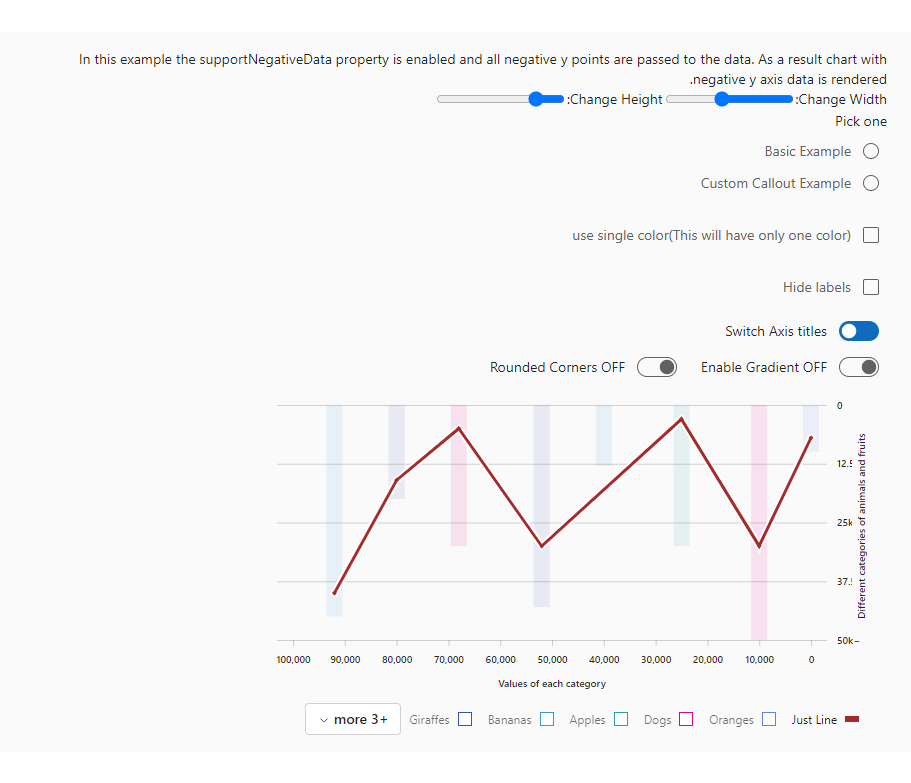 In this example the supportNegativeData property is enabled and all negative y points are passed to the data. As a result chart with
.negative y axis data is rendered
:Change Height :Change Width
Pick one
Basic Example
Custom Callout Example
use single color(This will have only one color)
Hide labels
Switch Axis titles
Rounded Corners OFF Enable Gradient OFF
0
12.5
25k
37.5
50k–
Different categories of animals and fruits
100,000 90,000 80,000 70,000 60,000 50,000 40,000 30,000 20,000 10,000 0
Values of each category
more 3+ Giraffes Bananas Apples Dogs Oranges Just Line